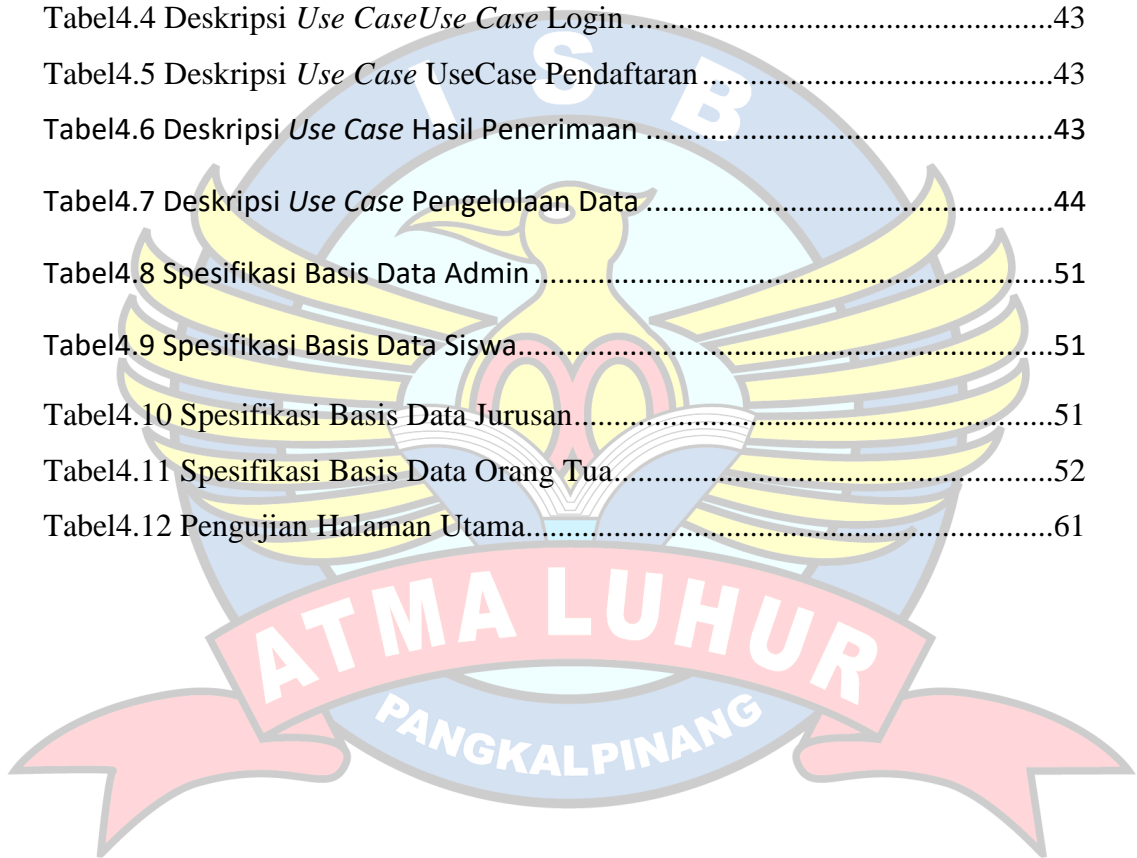 Tabel4.4 Deskripsi Use CaseUse Case Login ............................................................43
Tabel4.5 Deskripsi Use Case UseCase Pendaftaran ..................................................43
Tabel4.6 Deskripsi Use Case Hasil Penerimaan .......................................................43
Tabel4.7 Deskripsi Use Case Pengelolaan Data .......................................................44
Tabel4.8 Spesifikasi Basis Data Admin ....................................................................51
Tabel4.9 Spesifikasi Basis Data Siswa......................................................................51
Tabel4.10 Spesifikasi Basis Data Jurusan.................................................................51
Tabel4.11 Spesifikasi Basis Data Orang Tua.............................................................52
Tabel4.12 Pengujian Halaman Utama.......................................................................61
I S B
ATMA LUHUR
PANGKALPINANG